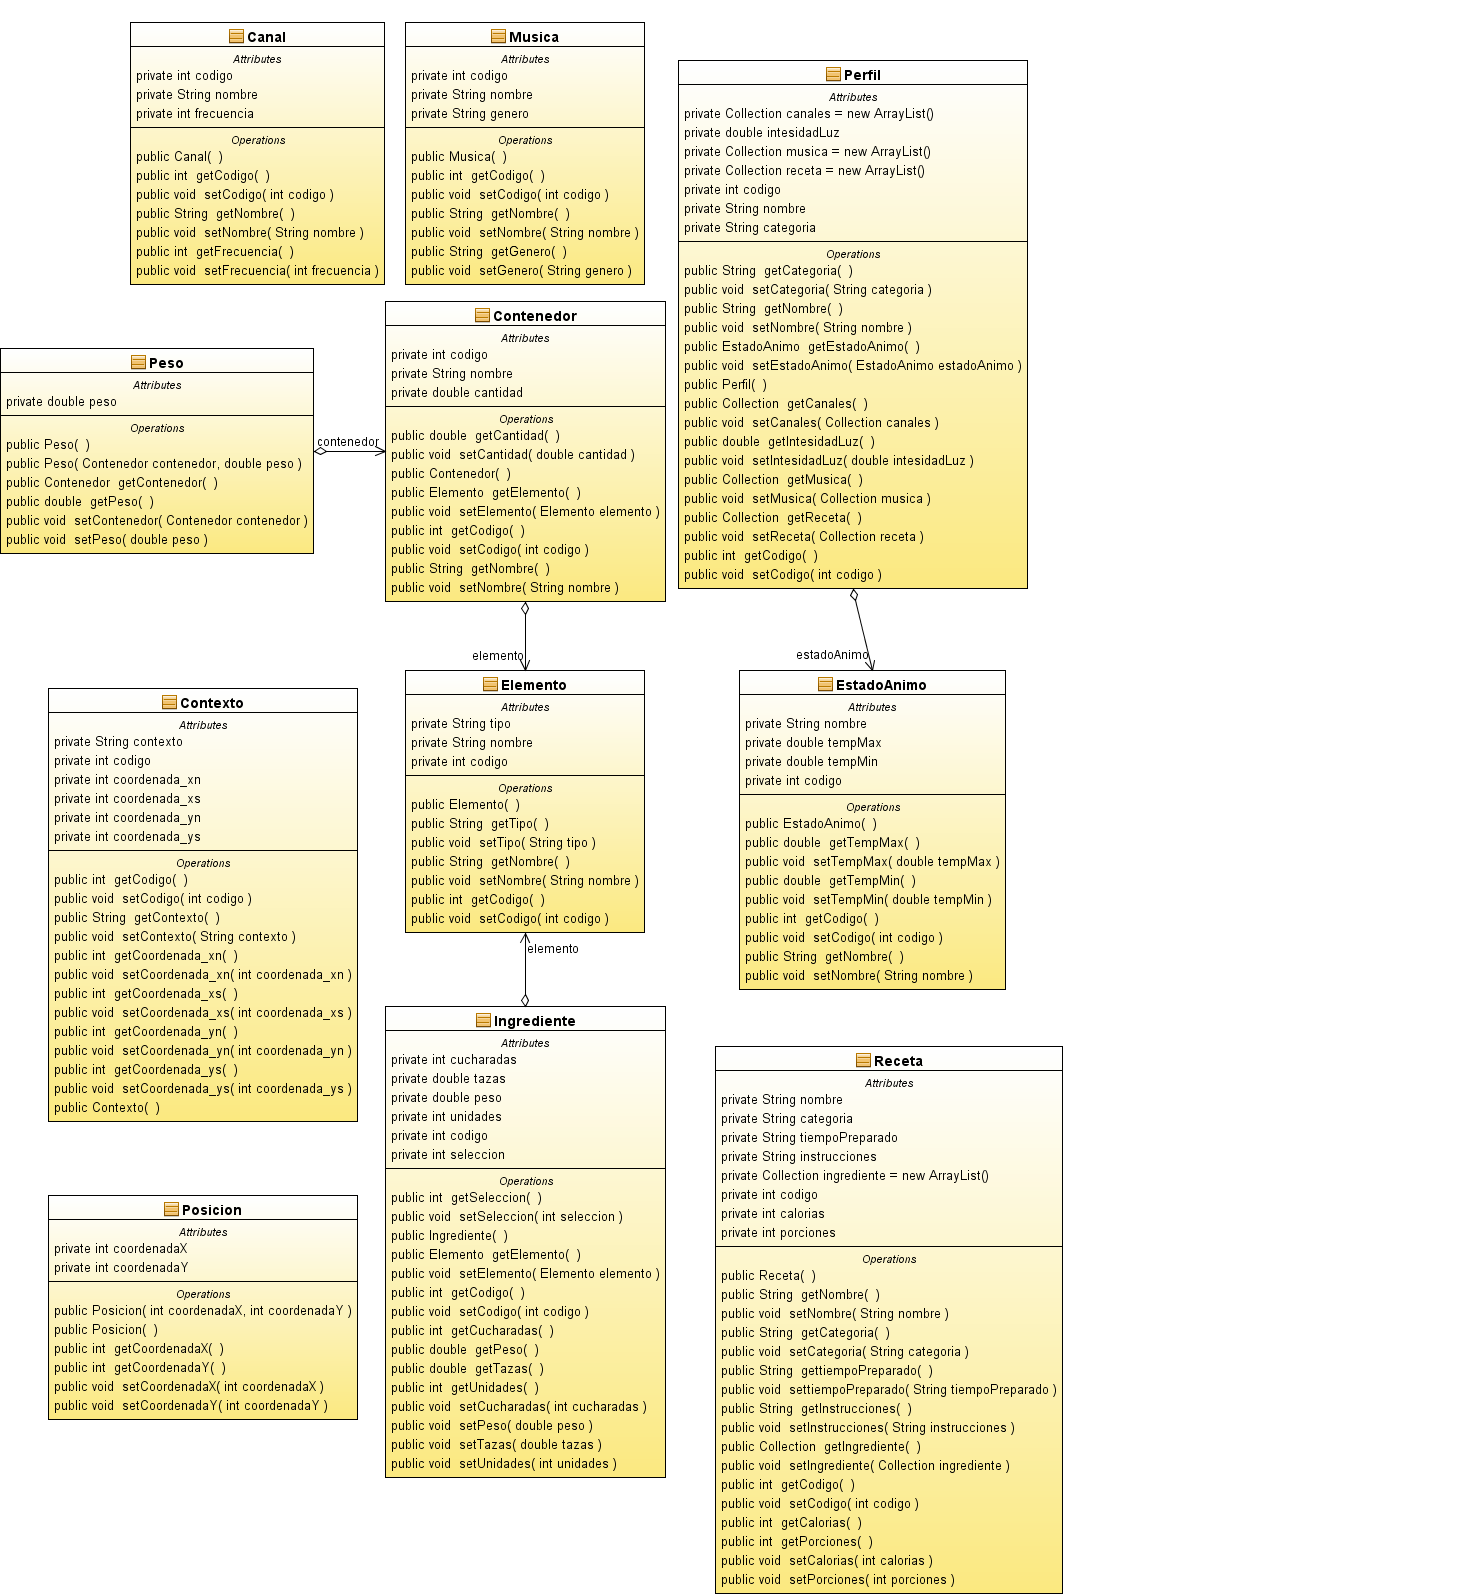 Canal
Attributes
private int codigo
private String nombre
private int frecuencia
Operations
public Canal( )
public int getCodigo( )
public void setCodigo( int codigo )
public String getNombre( )
public void setNombre( String nombre )
public int getFrecuencia( )
public void setFrecuencia( int frecuencia )
Musica
Attributes
private int codigo
private String nombre
private String genero
Operations
public Musica( )
public int getCodigo( )
public void setCodigo( int codigo )
public String getNombre( )
public void setNombre( String nombre )
public String getGenero( )
public void setGenero( String genero )
Perfil
Attributes
private Collection canales = new ArrayList()
private double intesidadLuz
private Collection musica = new ArrayList()
private Collection receta = new ArrayList()
private int codigo
private String nombre
private String categoria
Operations
public String getCategoria( )
public void setCategoria( String categoria )
public String getNombre( )
public void setNombre( String nombre )
public EstadoAnimo getEstadoAnimo( )
public void setEstadoAnimo( EstadoAnimo estadoAnimo )
public Perfil( )
public Collection getCanales( )
public void setCanales( Collection canales )
public double getIntesidadLuz( )
public void setIntesidadLuz( double intesidadLuz )
public Collection getMusica( )
public void setMusica( Collection musica )
public Collection getReceta( )
public void setReceta( Collection receta )
public int getCodigo( )
public void setCodigo( int codigo )
Peso
Attributes
private double peso
Operations
public Peso( )
public Peso( Contenedor contenedor, double peso )
public Contenedor getContenedor( )
public double getPeso( )
public void setContenedor( Contenedor contenedor )
public void setPeso( double peso )
contenedor
Contenedor
Attributes
private int codigo
private String nombre
private double cantidad
Operations
public double getCantidad( )
public void setCantidad( double cantidad )
public Contenedor( )
public Elemento getElemento( )
public void setElemento( Elemento elemento )
public int getCodigo( )
public void setCodigo( int codigo )
public String getNombre( )
public void setNombre( String nombre )
elemento
estadoAnimo
Contexto
Attributes
private String contexto
private int codigo
private int coordenada_xn
private int coordenada_xs
private int coordenada_yn
private int coordenada_ys
Operations
public int getCodigo( )
public void setCodigo( int codigo )
public String getContexto( )
public void setContexto( String contexto )
public int getCoordenada_xn( )
public void setCoordenada_xn( int coordenada_xn )
public int getCoordenada_xs( )
public void setCoordenada_xs( int coordenada_xs )
public int getCoordenada_yn( )
public void setCoordenada_yn( int coordenada_yn )
public int getCoordenada_ys( )
public void setCoordenada_ys( int coordenada_ys )
public Contexto( )
Elemento
Attributes
private String tipo
private String nombre
private int codigo
Operations
public Elemento( )
public String getTipo( )
public void setTipo( String tipo )
public String getNombre( )
public void setNombre( String nombre )
public int getCodigo( )
public void setCodigo( int codigo )
elemento
EstadoAnimo
Attributes
private String nombre
private double tempMax
private double tempMin
private int codigo
Operations
public EstadoAnimo( )
public double getTempMax( )
public void setTempMax( double tempMax )
public double getTempMin( )
public void setTempMin( double tempMin )
public int getCodigo( )
public void setCodigo( int codigo )
public String getNombre( )
public void setNombre( String nombre )
Posicion
Attributes
private int coordenadaX
private int coordenadaY
Operations
public Posicion( int coordenadaX, int coordenadaY )
public Posicion( )
public int getCoordenadaX( )
public int getCoordenadaY( )
public void setCoordenadaX( int coordenadaX )
public void setCoordenadaY( int coordenadaY )
Ingrediente
Attributes
private int cucharadas
private double tazas
private double peso
private int unidades
private int codigo
private int seleccion
Operations
public int getSeleccion( )
public void setSeleccion( int seleccion )
public Ingrediente( )
public Elemento getElemento( )
public void setElemento( Elemento elemento )
public int getCodigo( )
public void setCodigo( int codigo )
public int getCucharadas( )
public double getPeso( )
public double getTazas( )
public int getUnidades( )
public void setCucharadas( int cucharadas )
public void setPeso( double peso )
public void setTazas( double tazas )
public void setUnidades( int unidades )
Receta
Attributes
private String nombre
private String categoria
private String tiempoPreparado
private String instrucciones
private Collection ingrediente = new ArrayList()
private int codigo
private int calorias
private int porciones
Operations
public Receta( )
public String getNombre( )
public void setNombre( String nombre )
public String getCategoria( )
public void setCategoria( String categoria )
public String gettiempoPreparado( )
public void settiempoPreparado( String tiempoPreparado )
public String getInstrucciones( )
public void setInstrucciones( String instrucciones )
public Collection getIngrediente( )
public void setIngrediente( Collection ingrediente )
public int getCodigo( )
public void setCodigo( int codigo )
public int getCalorias( )
public int getPorciones( )
public void setCalorias( int calorias )
public void setPorciones( int porciones )